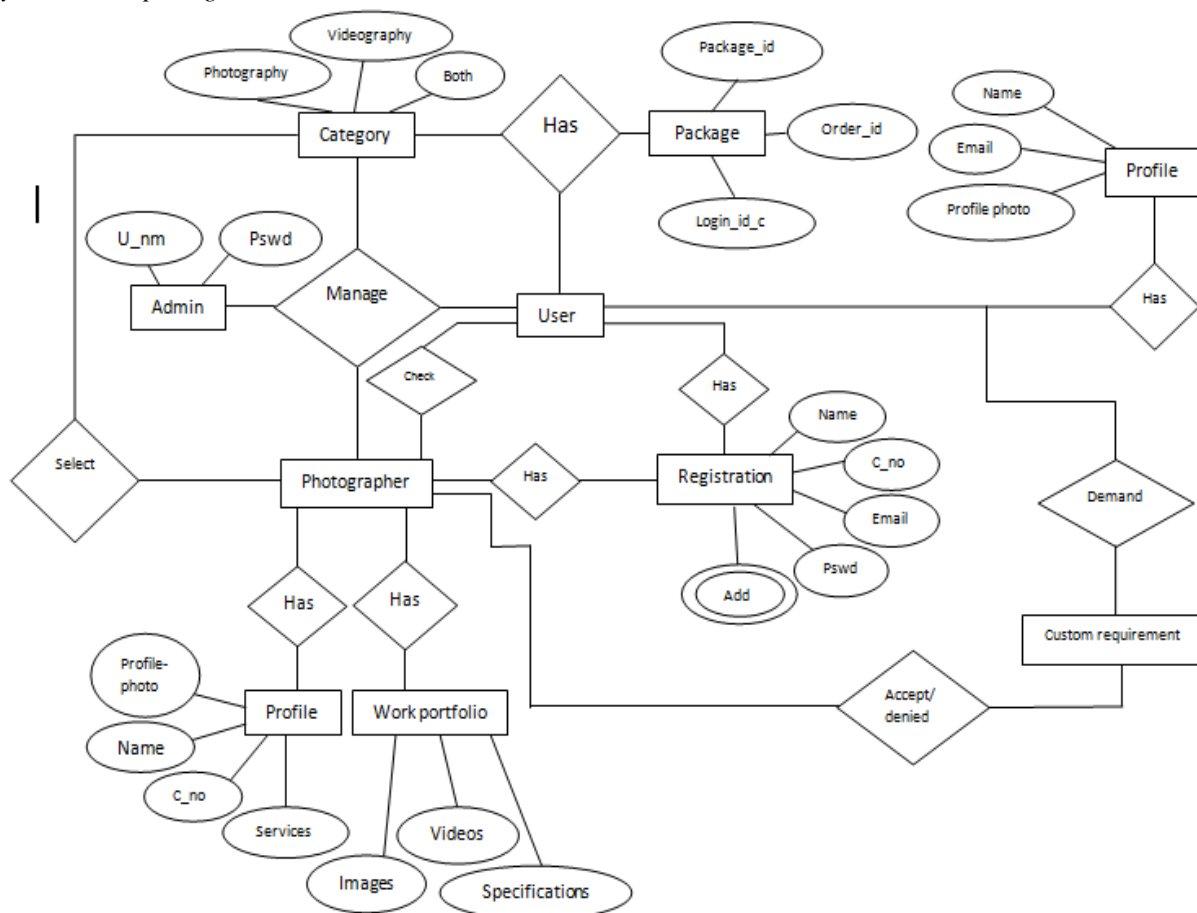 Videography
Package_id
Photography
Both
Name
Has
Category
Package
Order_id
Email
Profile
Profile photo
Login_id_c
U_nm
Pswd
Manage
Admin
User
Has
Check
Has
Name
Select
Photographer
Has
Registration
C_no
Demand
Email
Pswd
Has
Has
Add
Custom requirement
Profile-
photo
Accept/
denied
Profile
Work portfolio
Name
C_no
Services
Videos
Images
Specifications